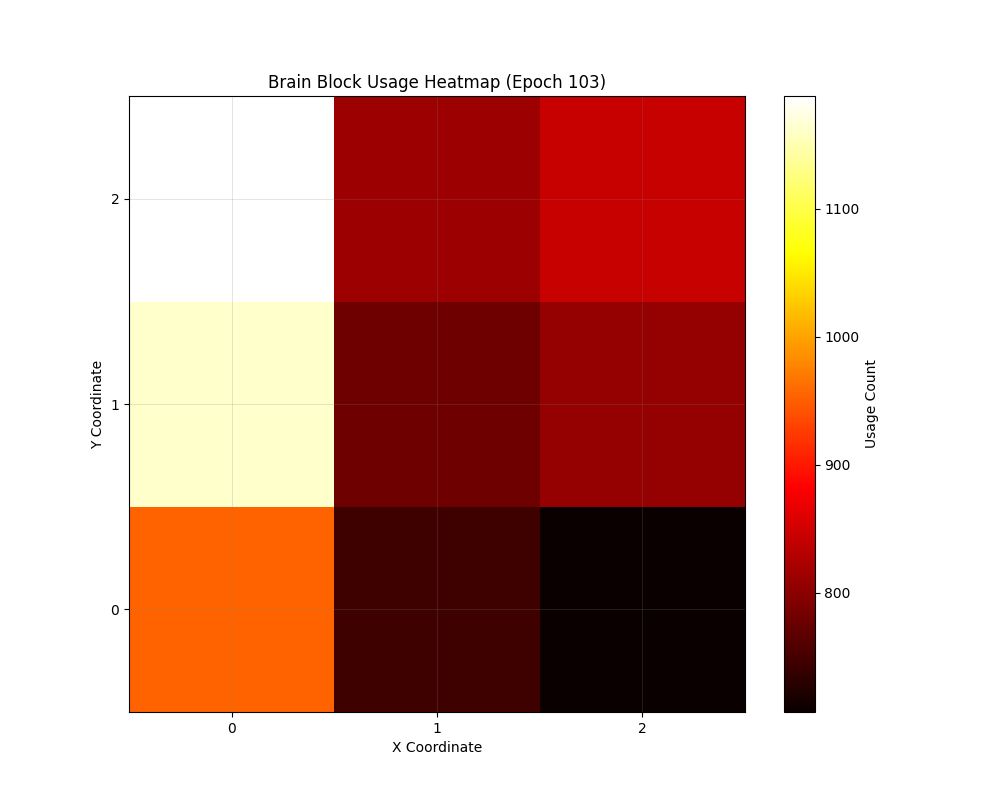 Brain Block Usage Heatmap (Epoch 103)
2
1
0
Y Coordinate
0 1 2
X Coordinate
1100
1000
900
800
Usage Count